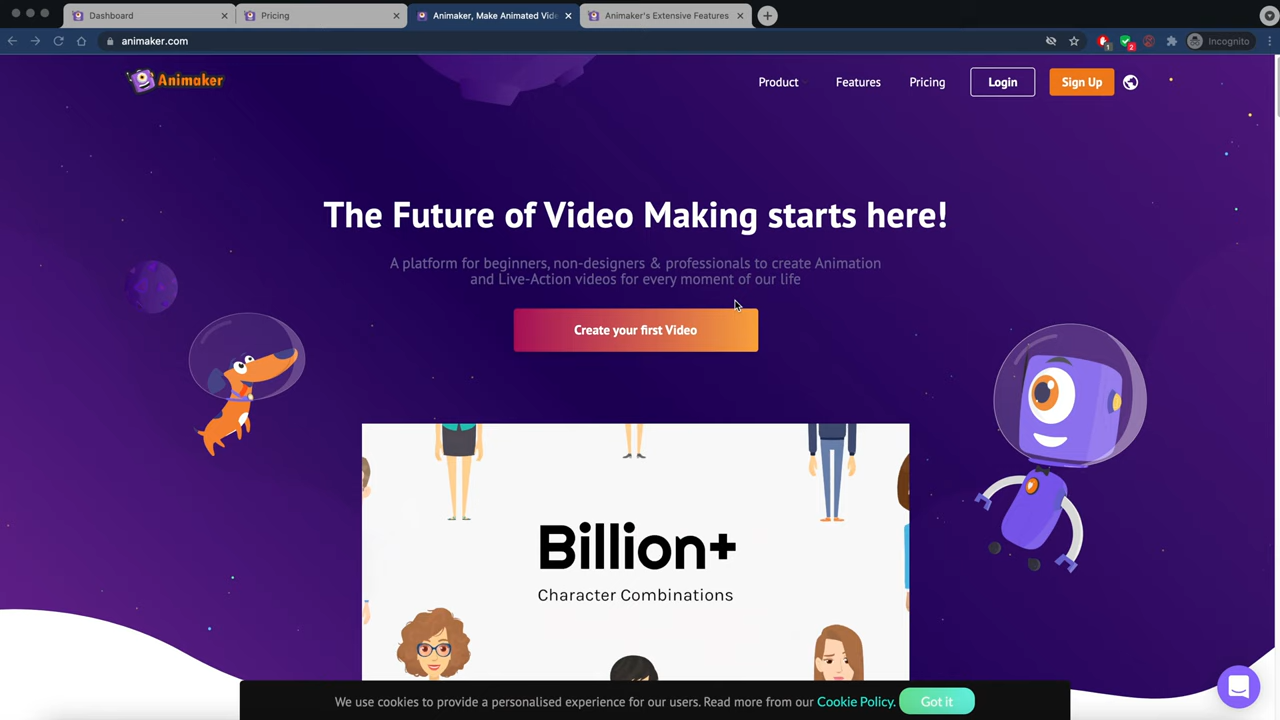 Dashboard
Pricing
Animaker, Make Animated Vide
Animaker's Extensive Features
animaker.com
1
2
Incognito
Animaker
Product
Features
Pricing
Login
Sign Up
The Future of Video Making starts here!
A platform for beginners, non-designers & professionals to create Animation
and Live-Action videos for every moment of our life
Create your first Video
Billion+
Character Combinations
We use cookies to provide a personalised experience for our users. Read more from our Cookie Policy.
Got it